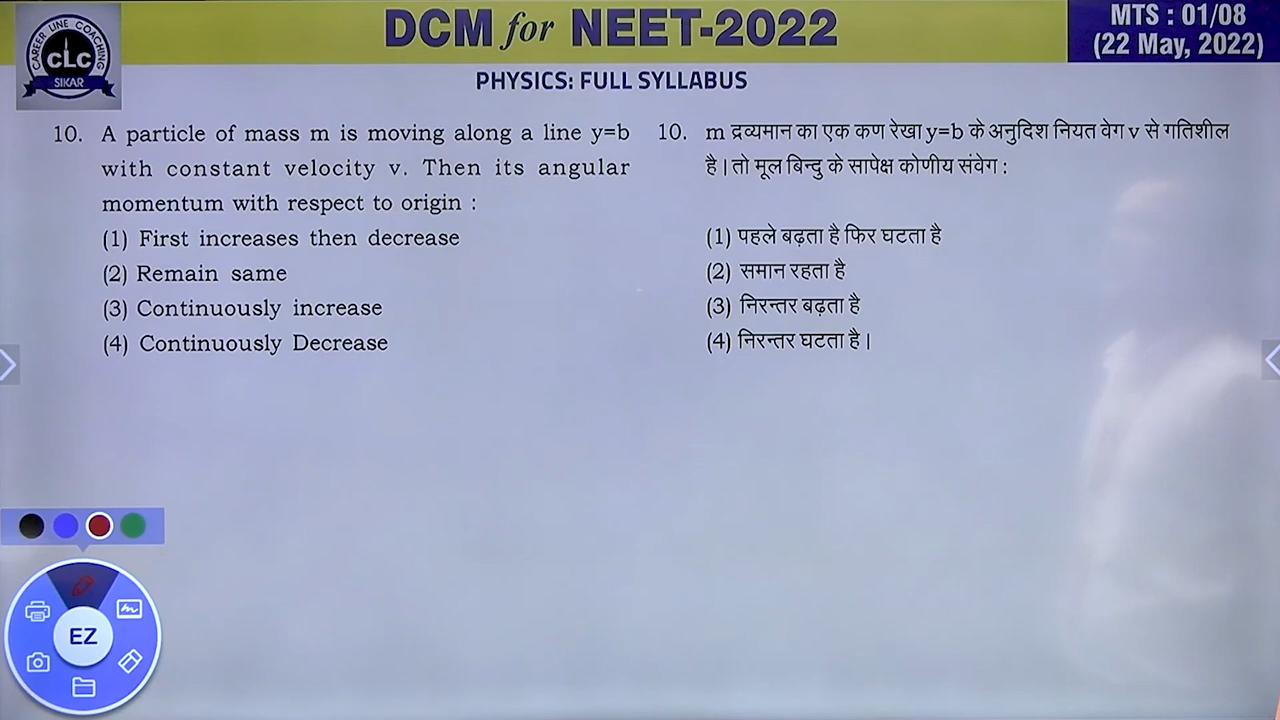 CAREER LINE COACHING
CLC
SIKAR
DCM for NEET-2022
MTS : 01/08
(22 May, 2022)
PHYSICS: FULL SYLLABUS
10. A particle of mass m is moving along a line y=b
with constant velocity v. Then its angular
momentum with respect to origin :
(1) First increases then decrease
(2) Remain same
(3) Continuously increase
(4) Continuously Decrease
10. m द्रव्यमान का एक कण रेखा y=b के अनुदिश नियत वेग v से गतिशील
है। तो मूल बिन्दु के सापेक्ष कोणीय संवेग :
(1) पहले बढ़ता है फिर घटता है
(2) समान रहता है
(3) निरन्तर बढ़ता है
(4) निरन्तर घटता है।
EZ